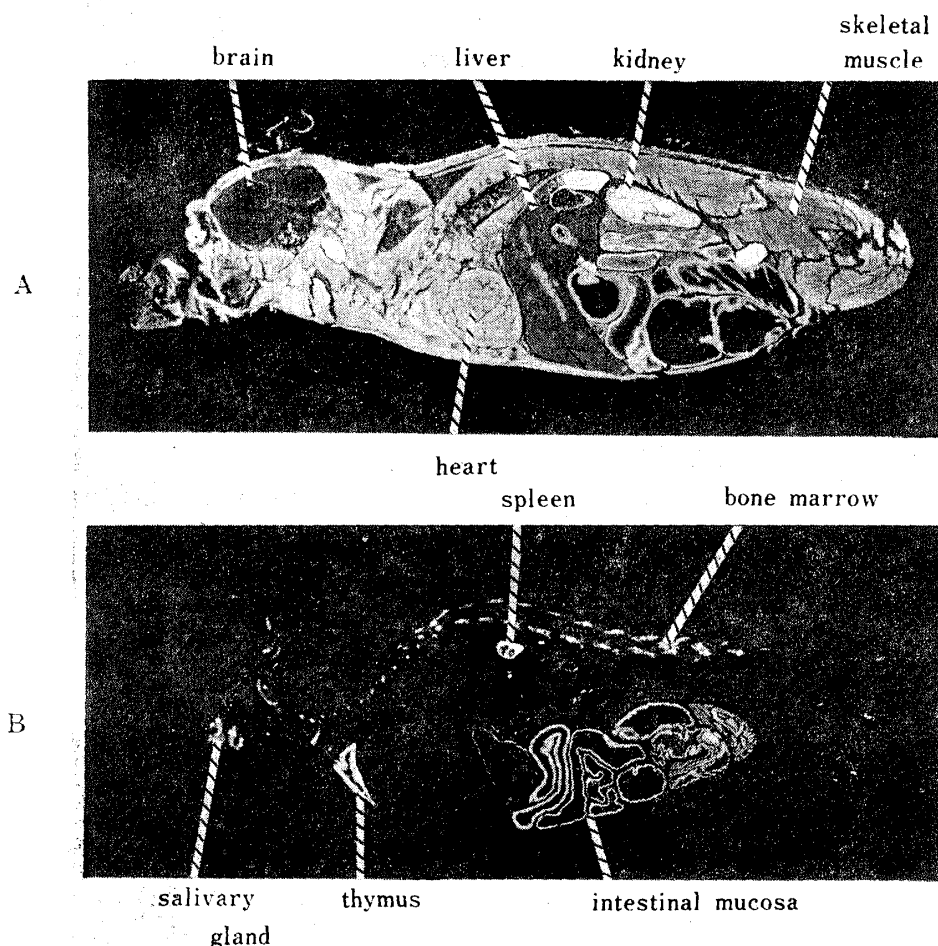 skeletal
brain liver kidney muscle
A
heart
spleen bone marrow
B
salivary thymus intestinal mucosa
gland